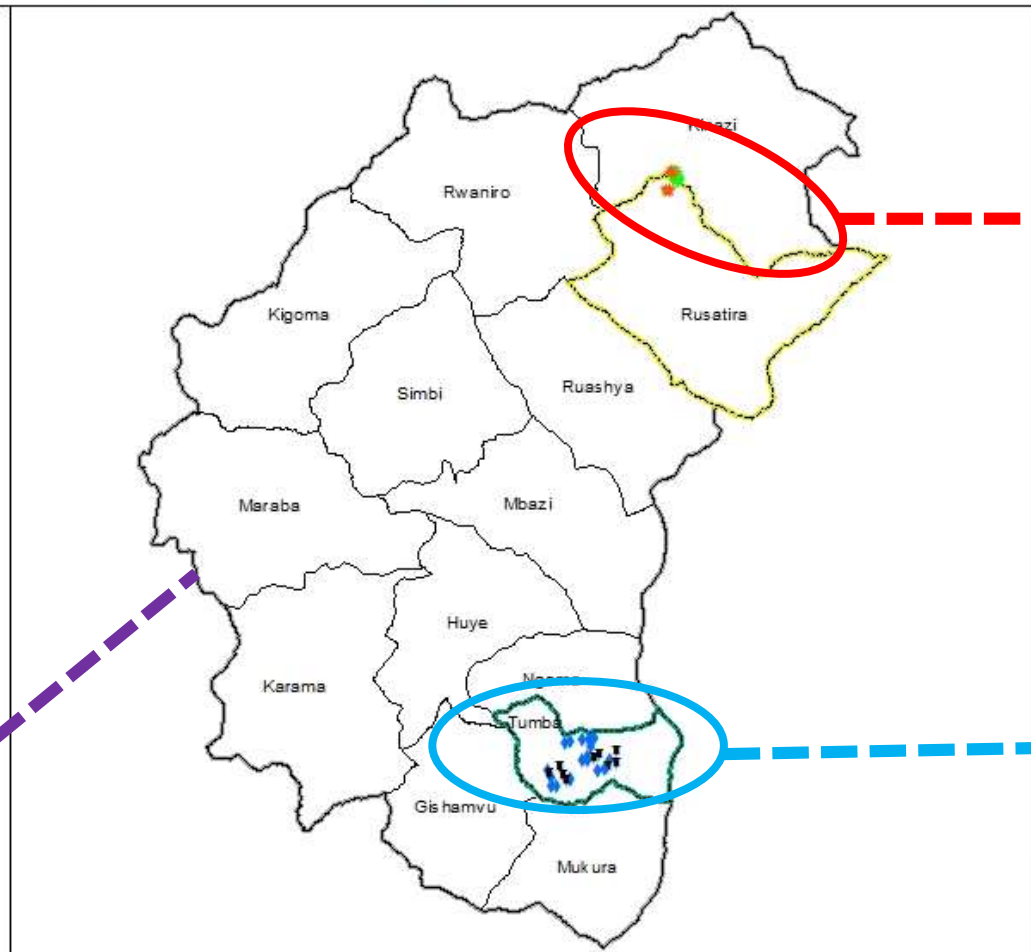 Rwaniro
Kigoma
Rusatira
Simbi
Ruashya
Maraba
Mbazi
Huye
Karama
Tumba
Gishamvu
Mukura